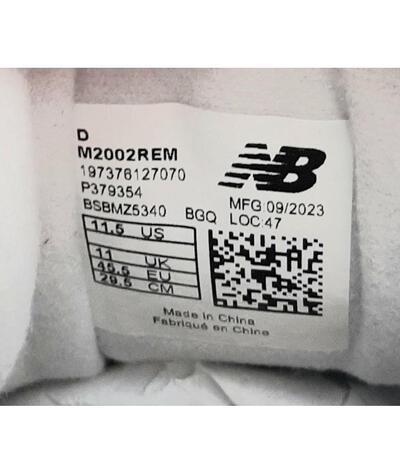 D
M2002REM
197376127070
P379354
BSBMZ5340 BGQ
NB
MFG:09/2023
LOC:47
11.5 US
11 UK
45.5 EU
29.5 CM
Made in China
Fabriqué en Chine